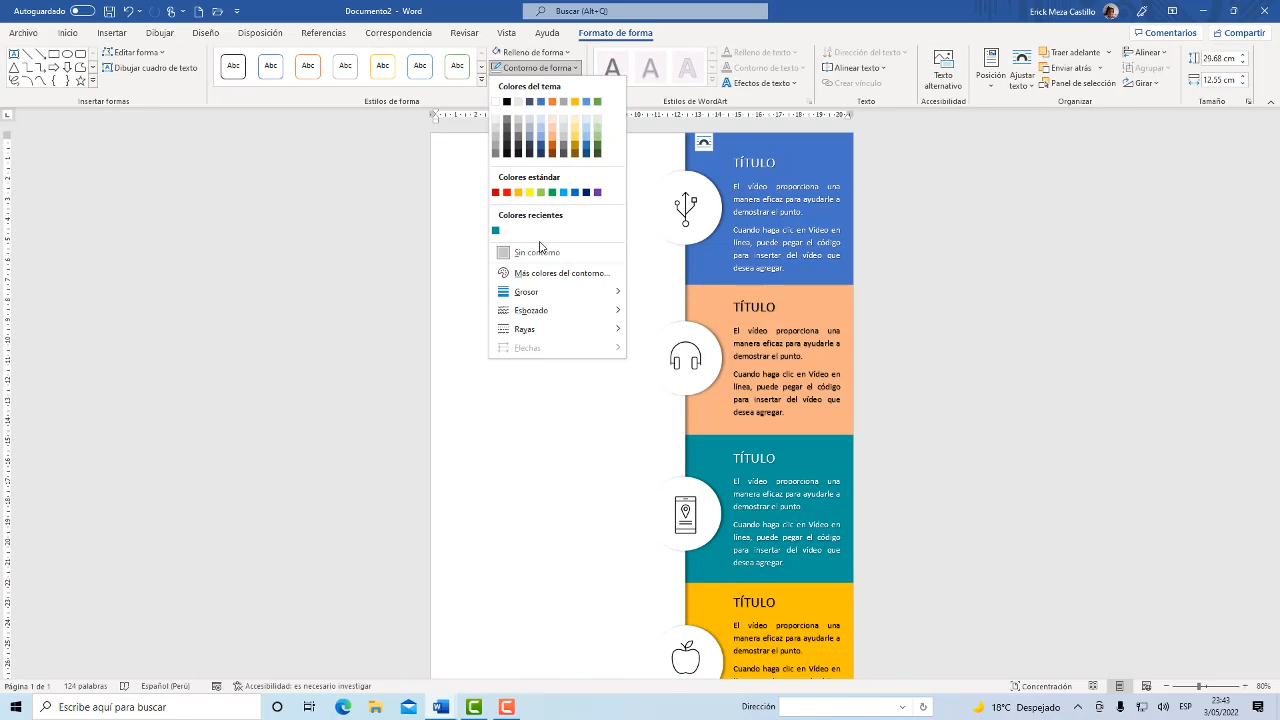 Autoguardado
Documento2 - Word
Buscar (Alt+Q)
Erick Meza Castillo
Archivo Inicio Insertar Dibujar Diseño Disposición Referencias Correspondencia Revisar Vista Ayuda Formato de forma
Comentarios Compartir
Editar forma
Dibujar cuadro de texto
Insertar formas
Abc Abc Abc Abc Abc Abc Abc
Estilos de forma
Relleno de forma
Contorno de forma
A A A
Relleno de texto
Contorno de texto
Efectos de texto
Estilos de WordArt
Dirección del texto
Alinear texto
Crear vínculo
Texto
Texto alternativo
Accesibilidad
Posición
Ajustar texto
Traer adelante
Enviar atrás
Panel de selección
Alinear
Agrupar
Girar
Organizar
29.68 cm
12.55 cm
Tamaño
Colores del tema
Colores estándar
Colores recientes
Sin contorno
Más colores del contorno...
Grosor
Esbozado
Rayas
Flechas
TÍTULO
El vídeo proporciona una
manera eficaz para ayudarle a
demostrar el punto.
Cuando haga clic en Vídeo en
línea, puede pegar el código
para insertar del vídeo que
desea agregar.
TÍTULO
El vídeo proporciona una
manera eficaz para ayudarle a
demostrar el punto.
Cuando haga clic en Vídeo en
línea, puede pegar el código
para insertar del vídeo que
desea agregar.
TÍTULO
El vídeo proporciona una
manera eficaz para ayudarle a
demostrar el punto.
Cuando haga clic en Vídeo en
línea, puede pegar el código
para insertar del vídeo que
desea agregar.
TÍTULO
El vídeo proporciona una
manera eficaz para ayudarle a
demostrar el punto.
Cuando haga clic en Vídeo en
Página 1 de 1 124 palabras Español (Perú) Accesibilidad: es necesario investigar
Concentración 80%
Escribe aquí para buscar
Dirección
18°C Despejado
ESP
23:43
3/05/2022